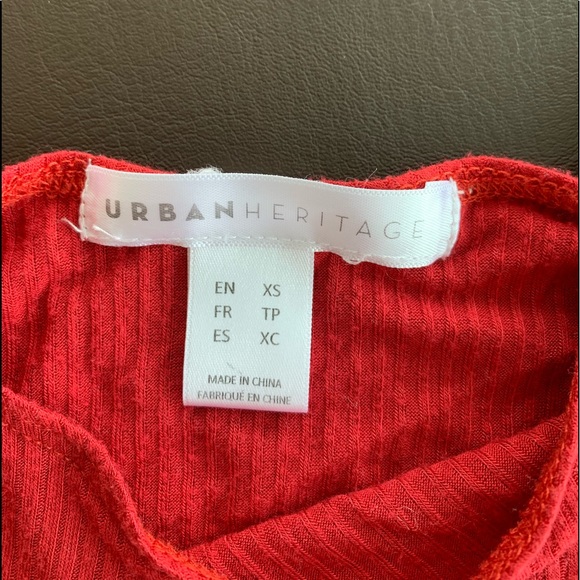 URBANHERITAGE
EN XS
FR TP
ES XC
MADE IN CHINA
FABRIQUÉ EN CHINE